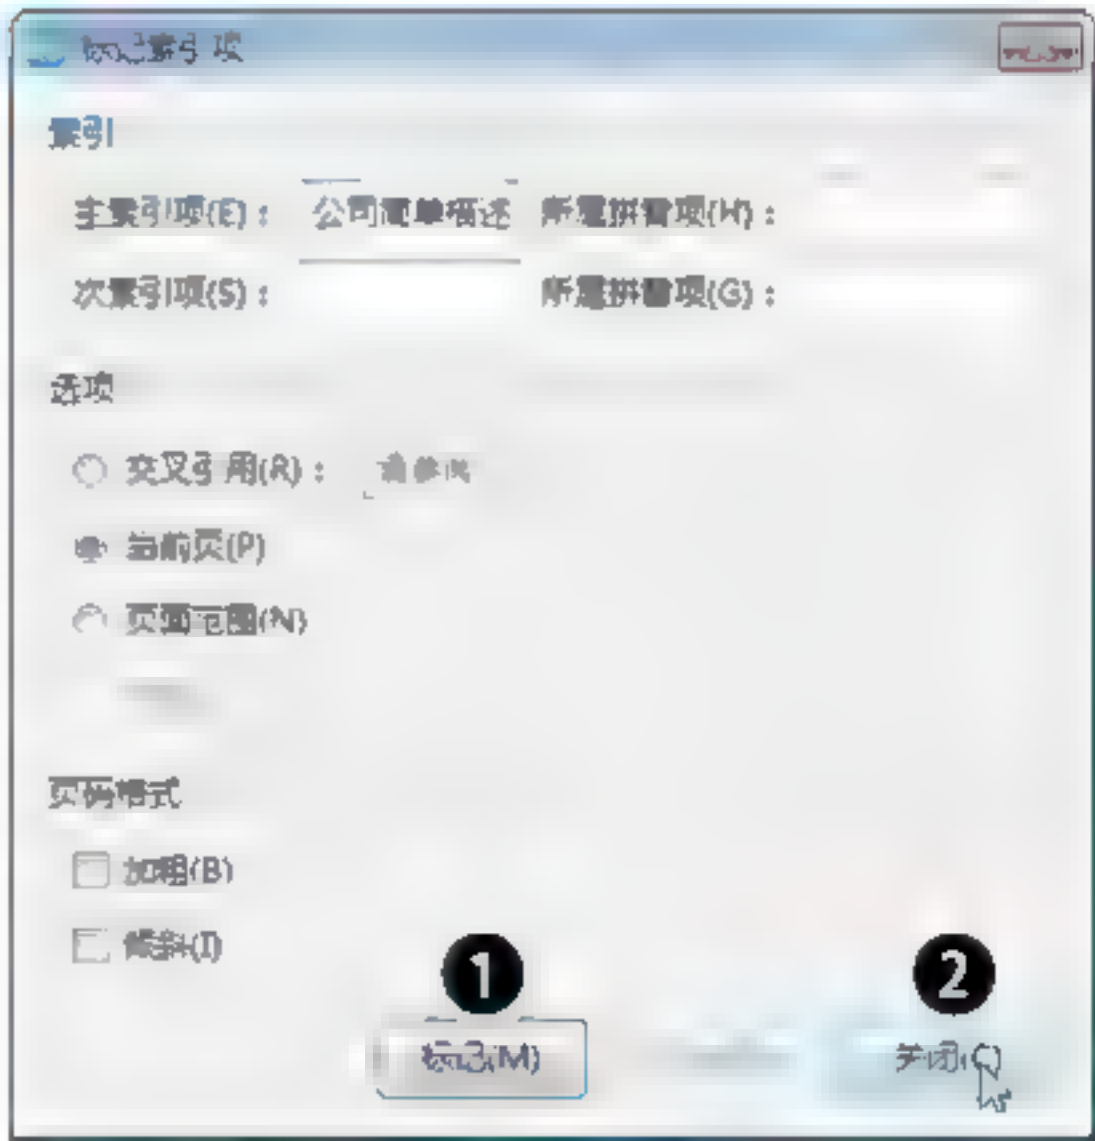 标记索引项
索引
主索引项(E)： 公司简单概述 所属拼音项(H)：
次索引项(S)： 所属拼音项(G)：
选项
交叉引用(R)： 请参阅
当前页(P)
页面范围(N)
页码格式
加粗(B)
倾斜(I)
1 2
标记(M) 关闭(C)